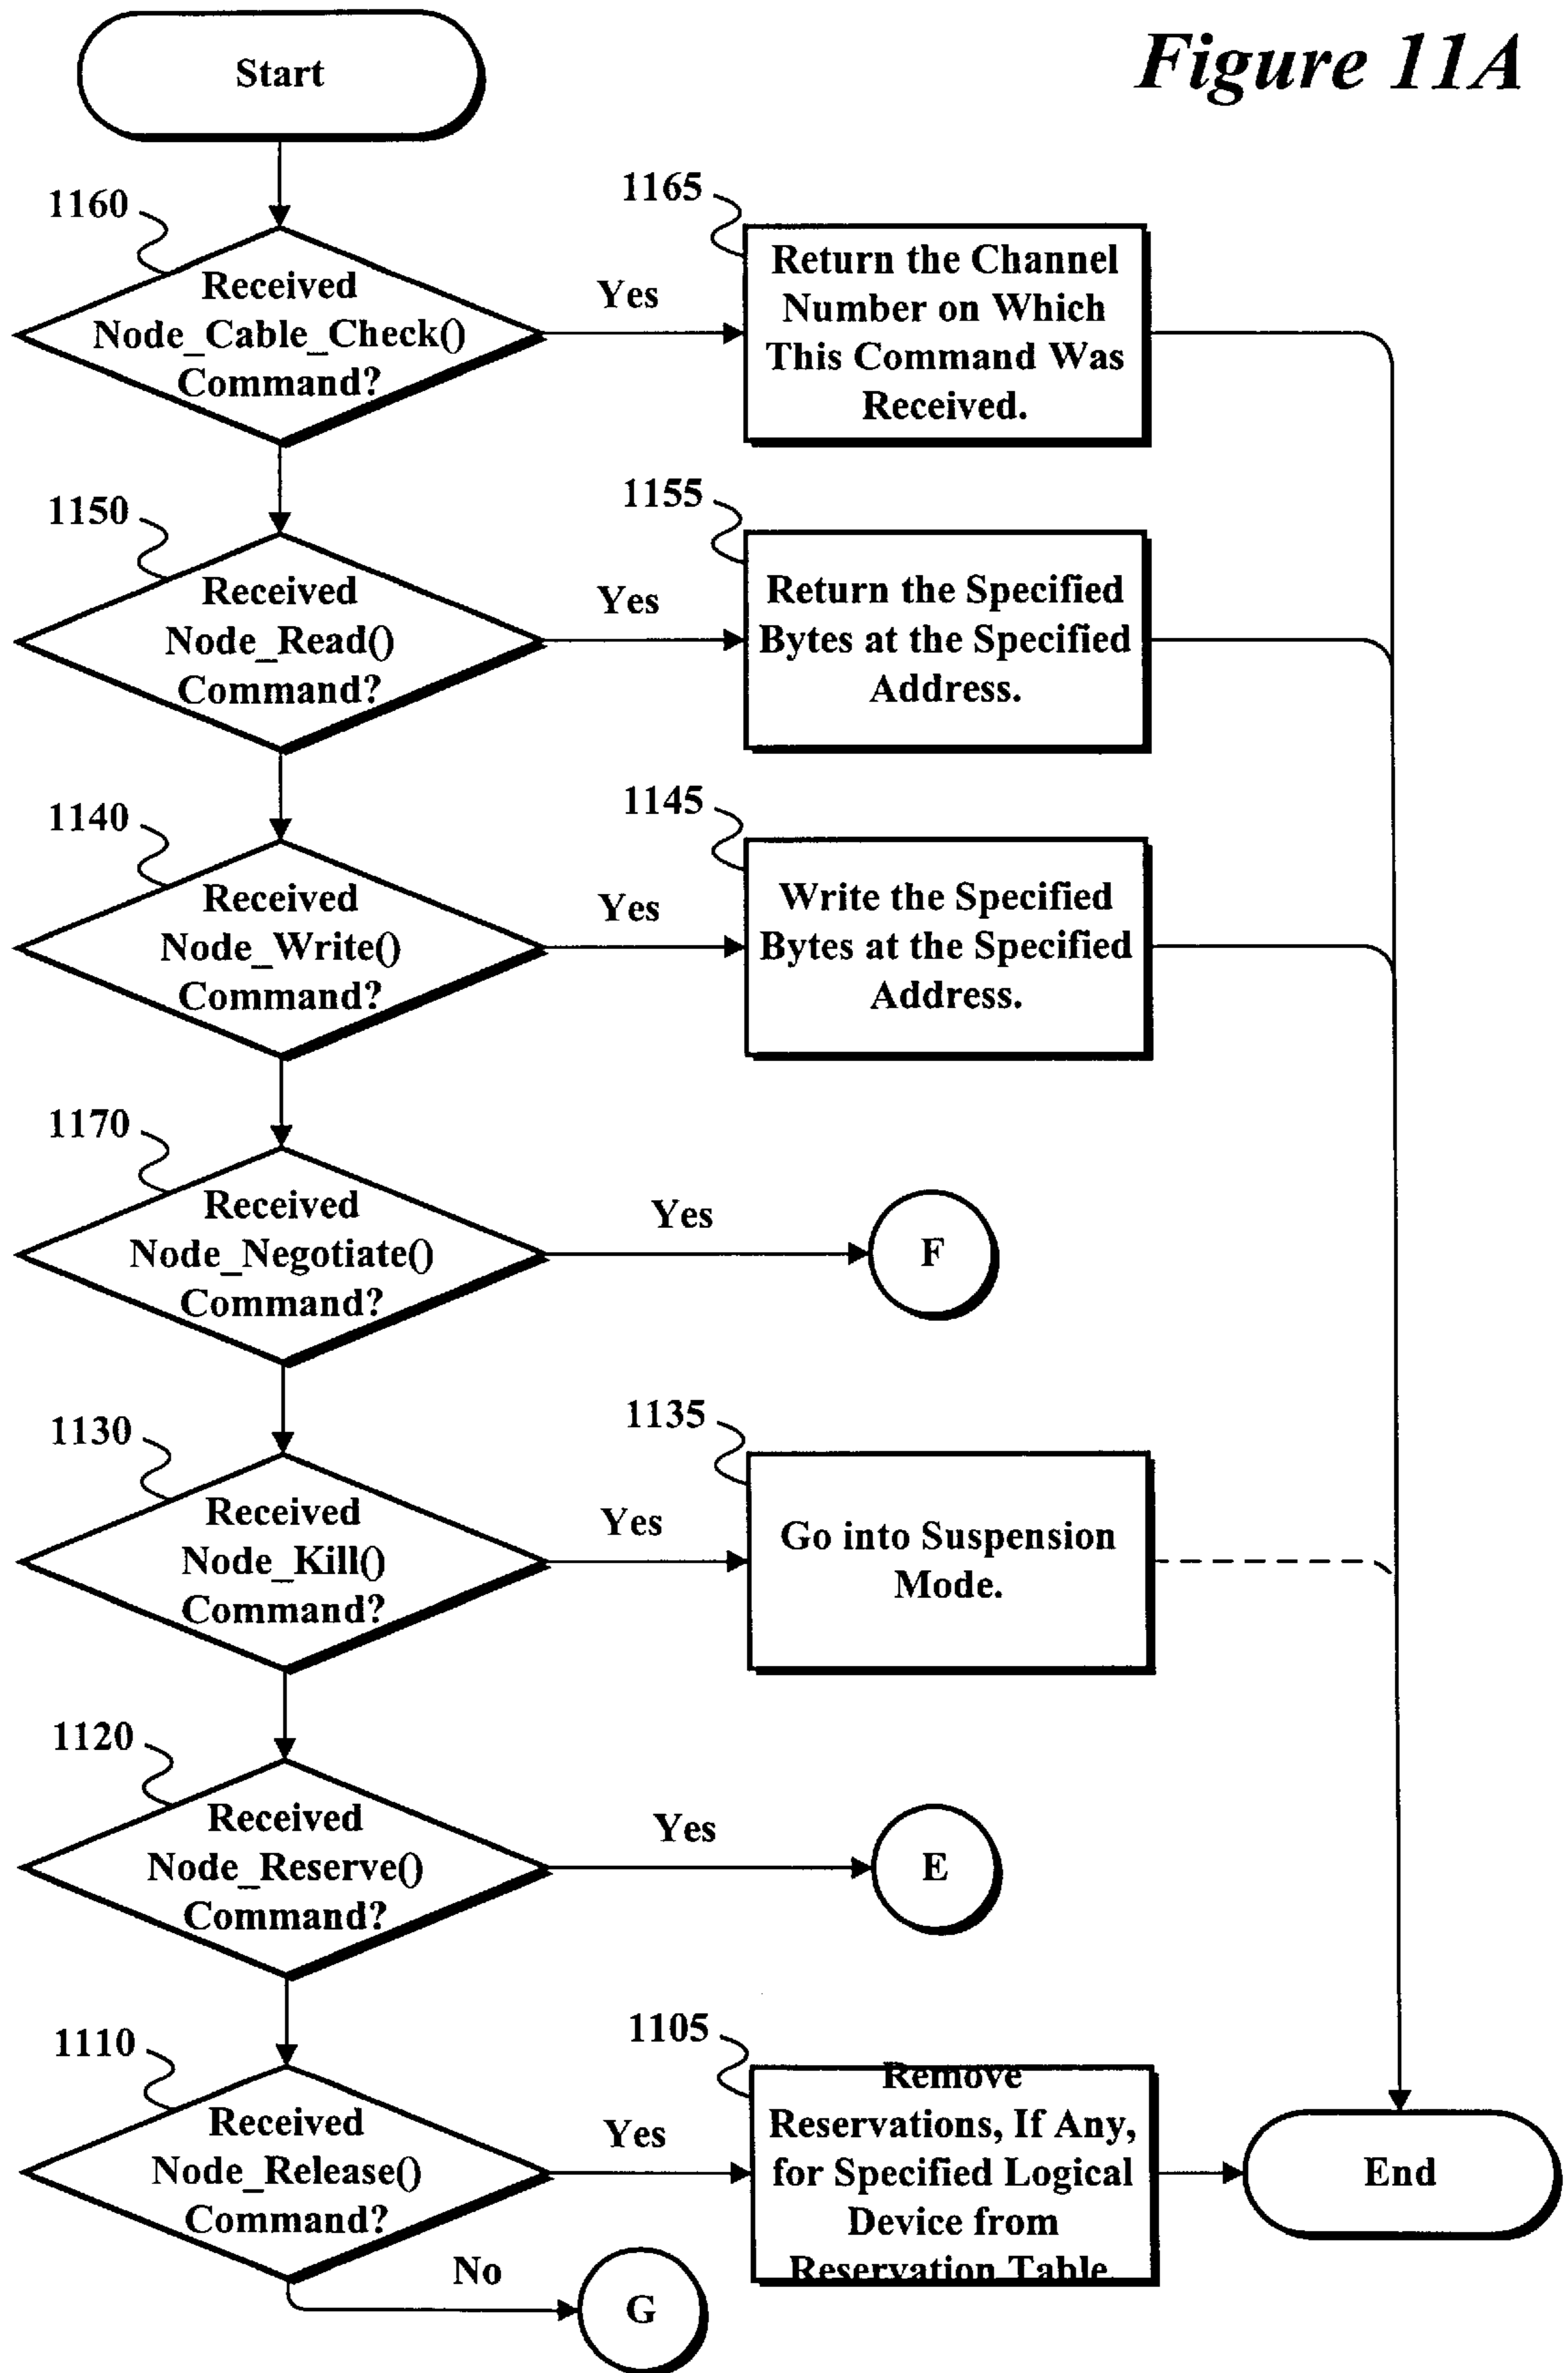 Figure 11A
Start
1160
Received
Node_Cable_Check()
Command?
Yes
1165
Return the Channel
Number on Which
This Command Was
Received.
1150
Received
Node_Read()
Command?
Yes
1155
Return the Specified
Bytes at the Specified
Address.
1140
Received
Node_Write()
Command?
Yes
1145
Write the Specified
Bytes at the Specified
Address.
1170
Received
Node_Negotiate()
Command?
Yes
F
1130
Received
Node_Kill()
Command?
Yes
1135
Go into Suspension
Mode.
1120
Received
Node_Reserve()
Command?
Yes
E
1110
Received
Node_Release()
Command?
Yes
1105
Remove
Reservations, If Any,
for Specified Logical
Device from
Reservation Table
End
No
G